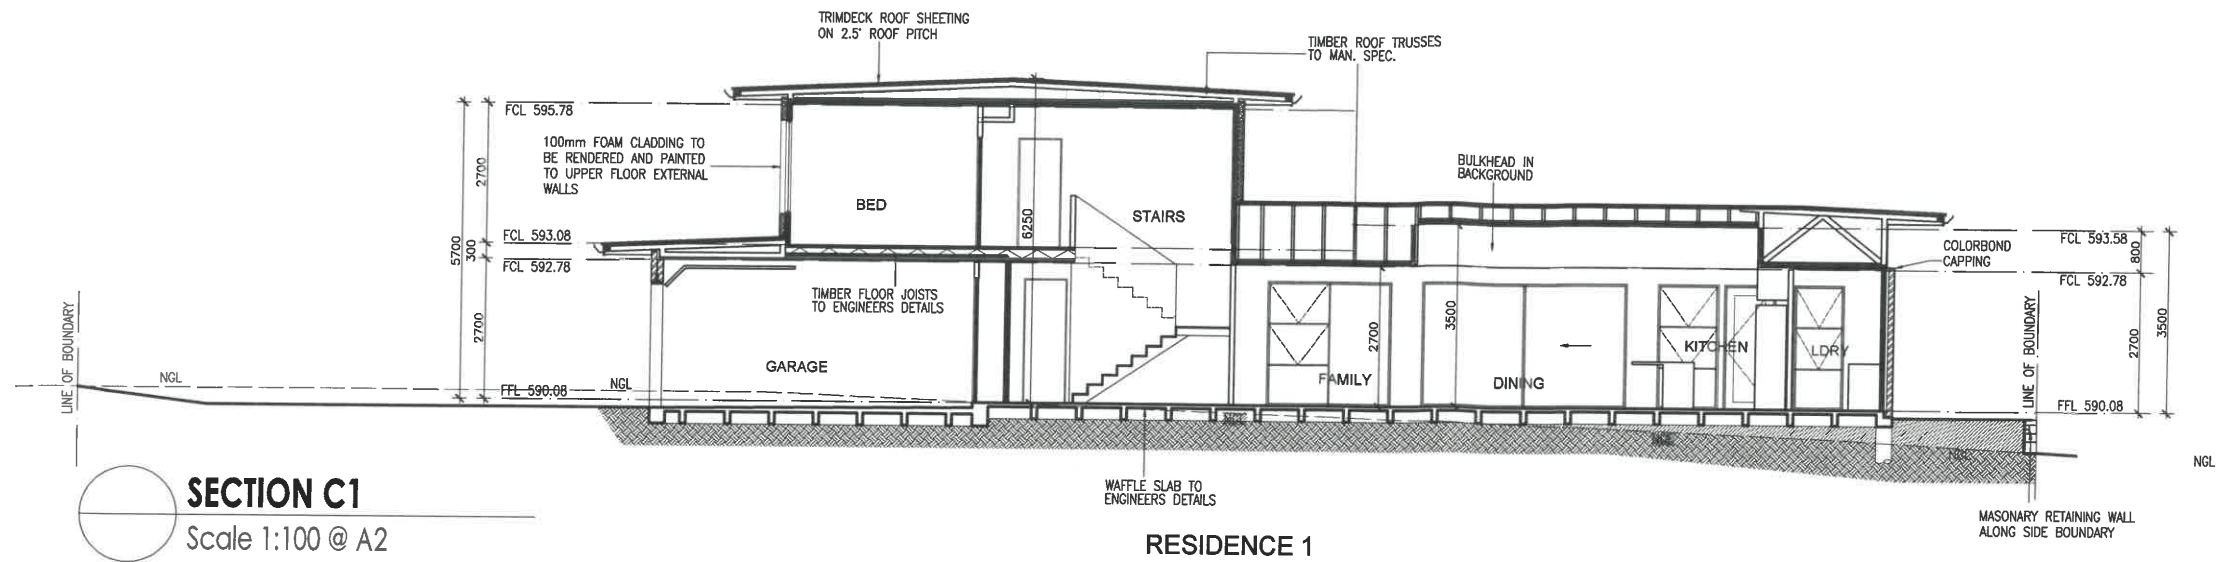 TRIMDECK ROOF SHEETING
ON 2.5° ROOF PITCH
TIMBER ROOF TRUSSES
TO MAN. SPEC.
FCL 595.78
100mm FOAM CLADDING TO
BE RENDERED AND PAINTED
TO UPPER FLOOR EXTERNAL
WALLS
2700
BULKHEAD IN
BACKGROUND
BED
STAIRS
6250
FCL 593.08
FCL 593.58
5700
300
800
COLORBOND
CAPPING
FCL 592.78
FCL 592.78
TIMBER FLOOR JOISTS
TO ENGINEERS DETAILS
LINE OF BOUNDARY
2700
2700
3500
2700
3500
LINE OF BOUNDARY
KITCHEN
LDRY
GARAGE
FAMILY
DINING
NGL
NGL
FFL 590.08
FFL 590.08
NGL
NGL
NGL
NGL
WAFFLE SLAB TO
ENGINEERS DETAILS
SECTION C1
Scale 1:100 @ A2
MASONARY RETAINING WALL
ALONG SIDE BOUNDARY
RESIDENCE 1